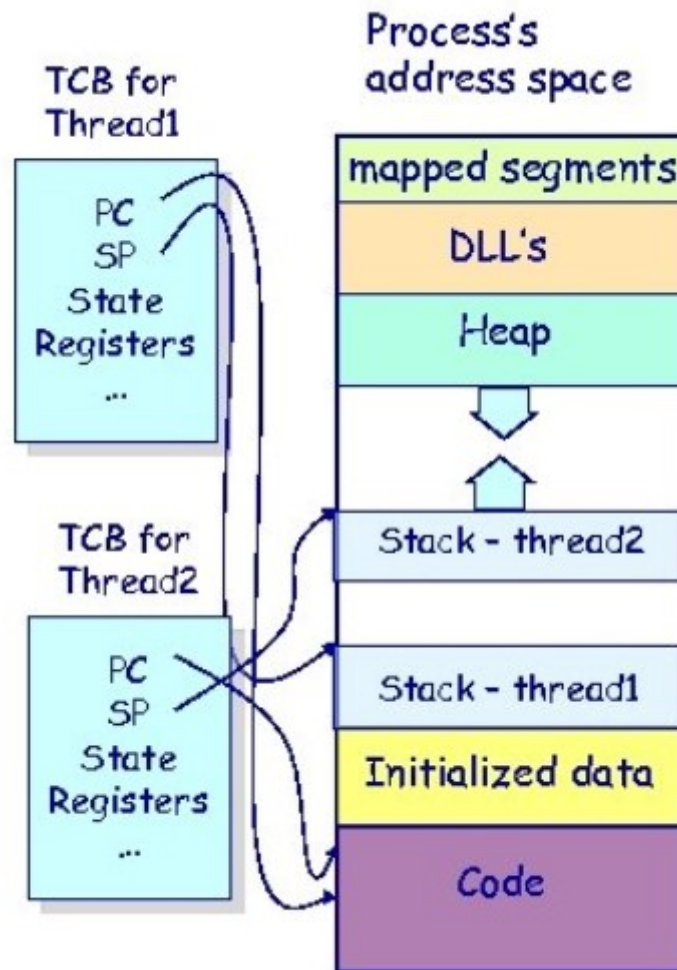 Process's
address space
TCB for
Thread1
PC
SP
State
Registers
...
mapped segments
DLL's
Heap
TCB for
Thread2
PC
SP
State
Registers
...
Stack - thread2
Stack - thread1
Initialized data
Code